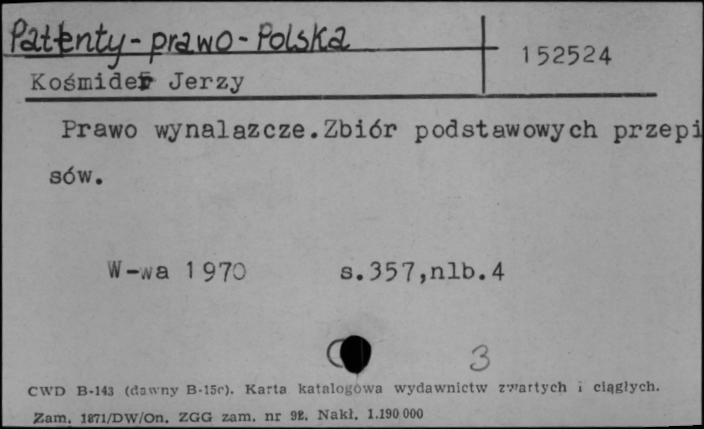 Patenty - prawo - Polska
152524
Kośmider Jerzy
Prawo wynalazcze.Zbiór podstawowych przepi
sów.
W-wa 1970 s.357,nlb.4
3
CWD B-143 (dawny B-15c). Karta katalogowa wydawnictw zwartych i ciągłych.
Zam. 1871/DW/On. ZGG zam. nr 92. Nakł. 1.190 000